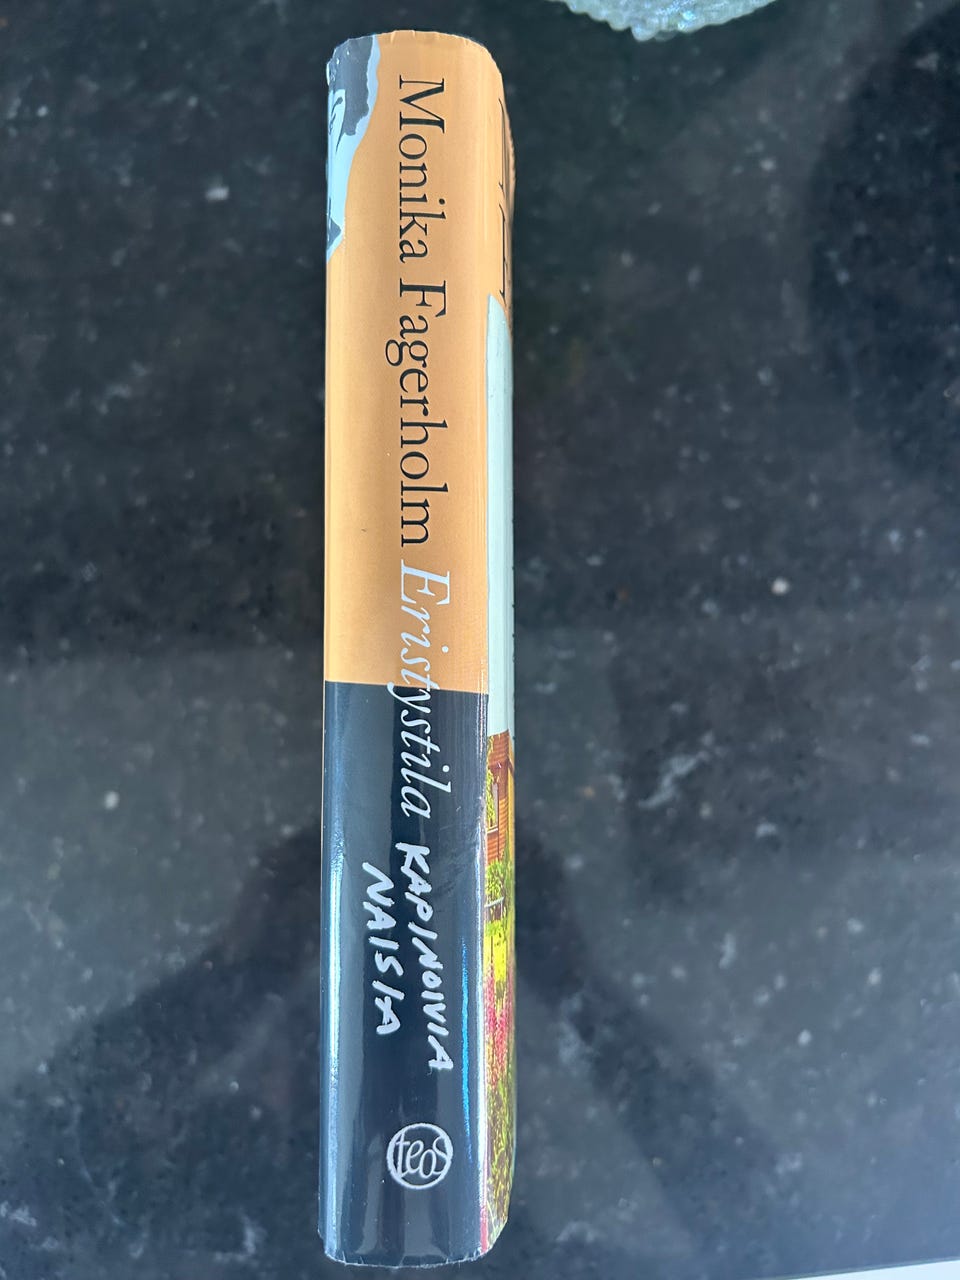 Monika Fagerholm Eristystila KAPINOIVIA
NAISIA
teos